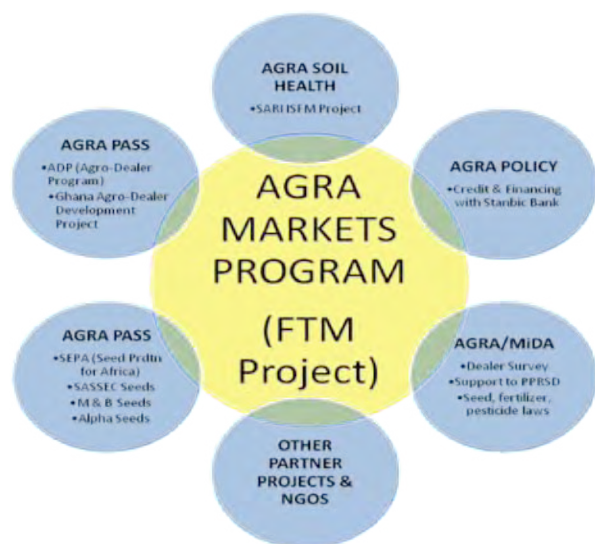 AGRA SOIL
HEALTH
•SARI ISFM Project
AGRA PASS
•ADP (Agro-Dealer
Program)
•Ghana Agro-Dealer
Development
Project
AGRA POLICY
•Credit & Financing
with Stanbic Bank
AGRA
MARKETS
PROGRAM
(FTM
Project)
AGRA PASS
•SEPA (Seed Prdtn
for Africa)
•SASSEC Seeds
•M & B Seeds
•Alpha Seeds
AGRA/MiDA
•Dealer Survey
•Support to PPRSD
•Seed, fertilizer,
pesticide laws
OTHER
PARTNER
PROJECTS &
NGOS